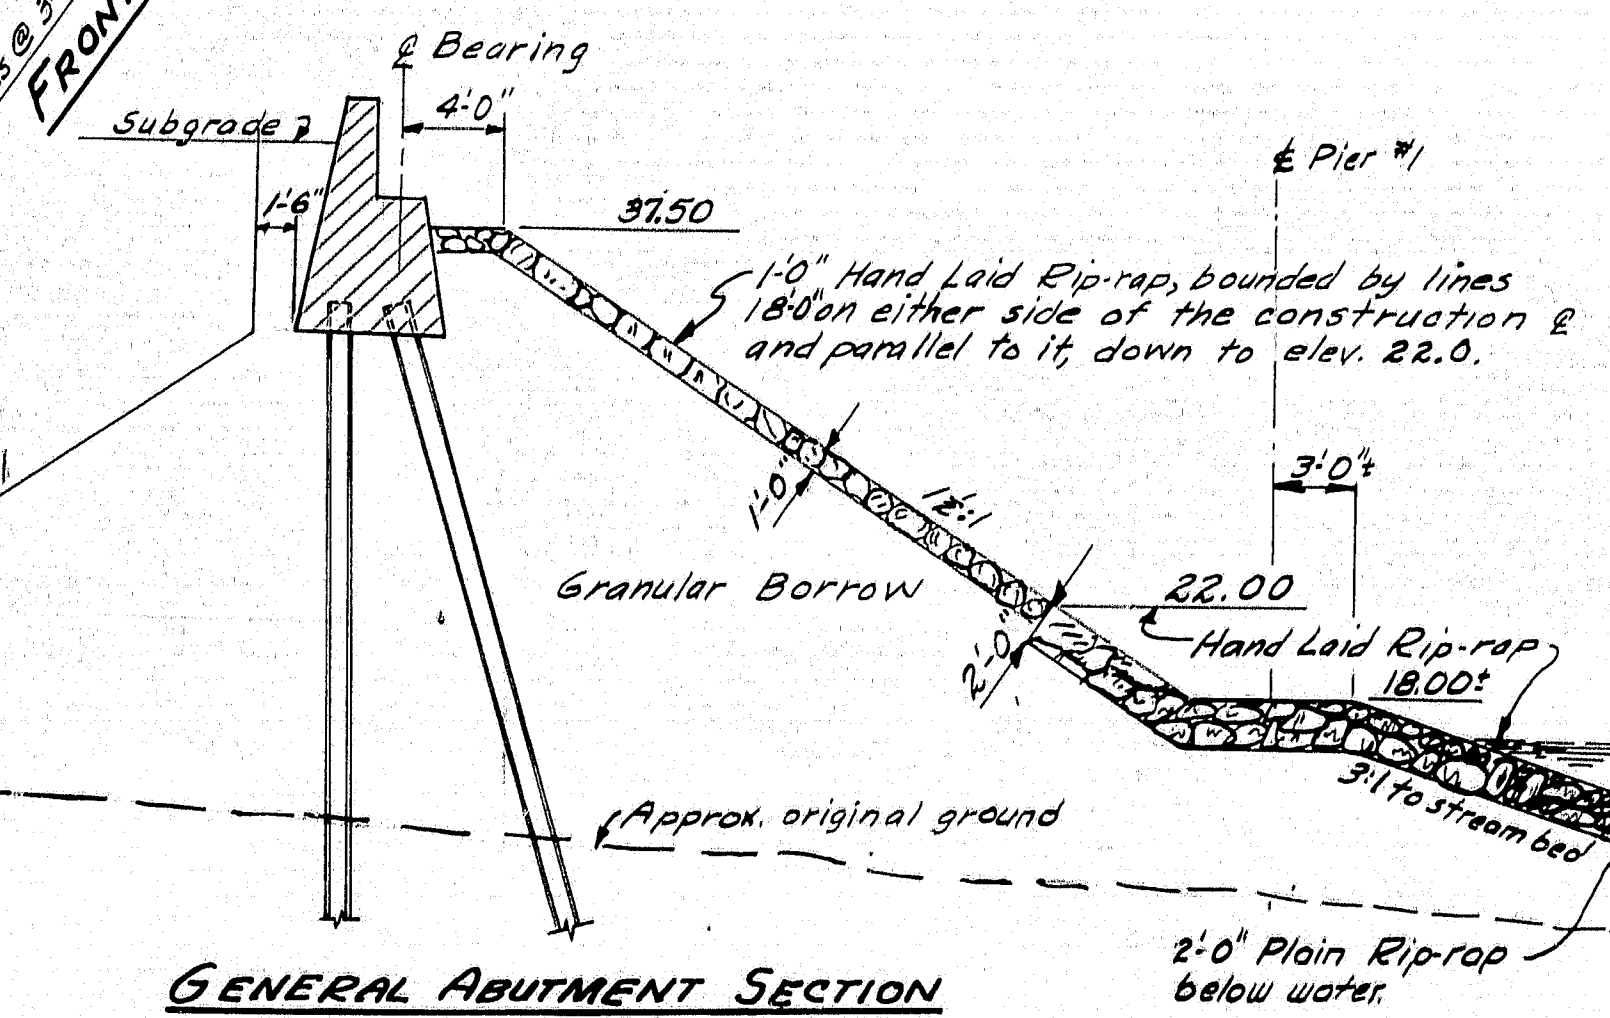 5 @ 3
FRONT
℄ Bearing
4'-0"
Subgrade
1'-6"
37.50
℄ Pier #1
1'-0" Hand Laid Rip-rap, bounded by lines
18'-0" on either side of the construction ℄
and parallel to it, down to elev. 22.0.
3'-0"±
1'-0"
1½:1
Granular Borrow
22.00
Hand Laid Rip-rap
2'-0"
18.00±
3:1 to stream bed
Approx. original ground
2'-0" Plain Rip-rap
below water.
GENERAL ABUTMENT SECTION